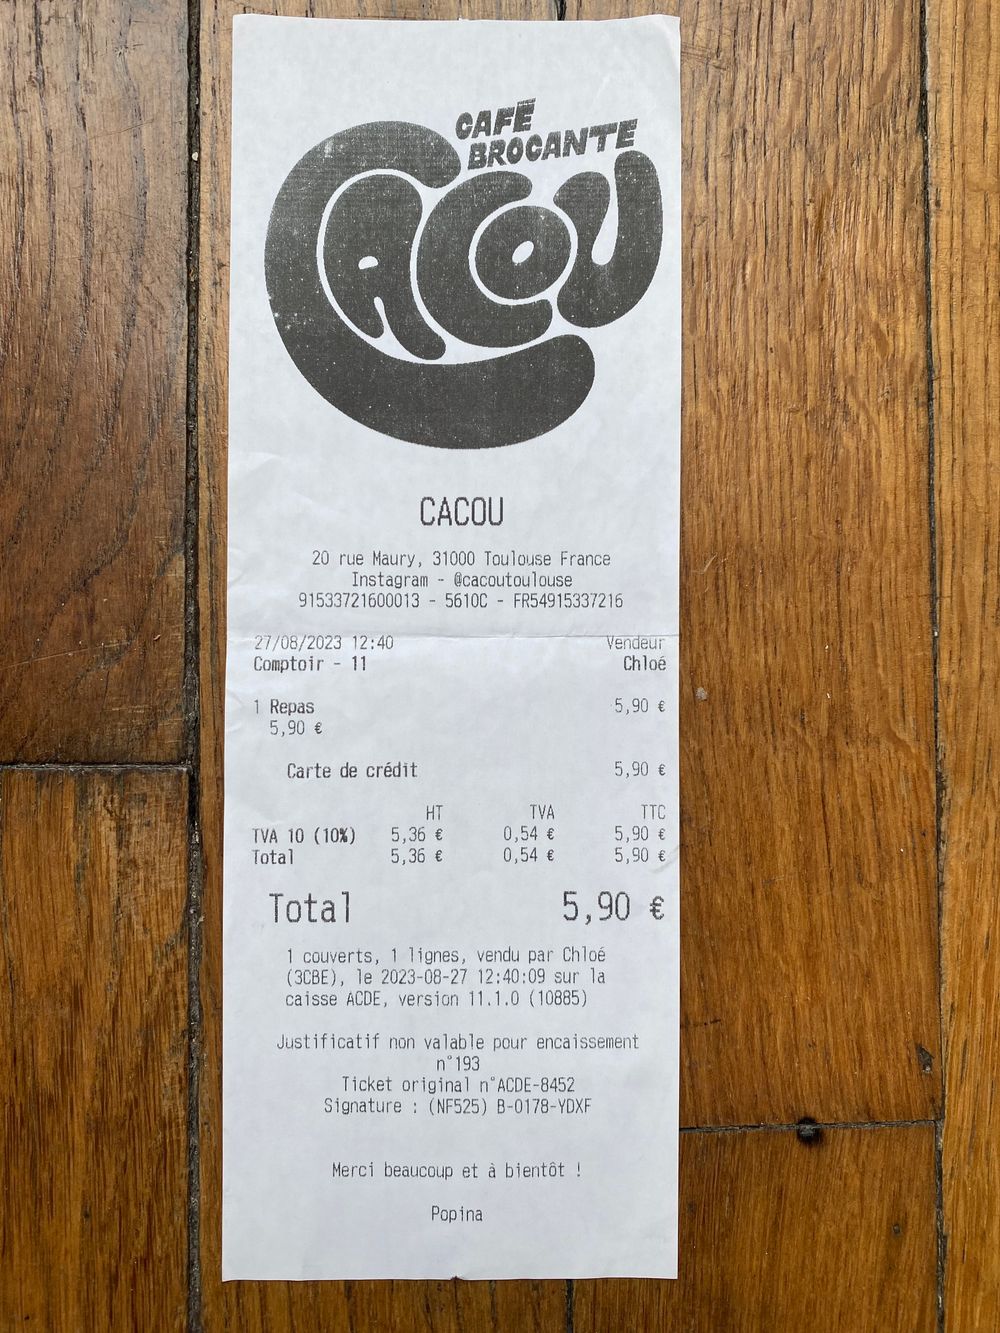 CAFÉ
BROCANTE
CACOU
CACOU
20 rue Maury, 31000 Toulouse France
Instagram - @cacoutoulouse
91533721600013 - 5610C - FR54915337216
27/08/2023 12:40 Vendeur
Comptoir - 11 Chloé
1 Repas 5,90 €
5,90 €
Carte de crédit 5,90 €
HT TVA TTC
TVA 10 (10%) 5,36 € 0,54 € 5,90 €
Total 5,36 € 0,54 € 5,90 €
Total 5,90 €
1 couverts, 1 lignes, vendu par Chloé
(3CBE), le 2023-08-27 12:40:09 sur la
caisse ACDE, version 11.1.0 (10885)
Justificatif non valable pour encaissement
n°193
Ticket original n°ACDE-8452
Signature : (NF525) B-0178-YDXF
Merci beaucoup et à bientôt !
Popina